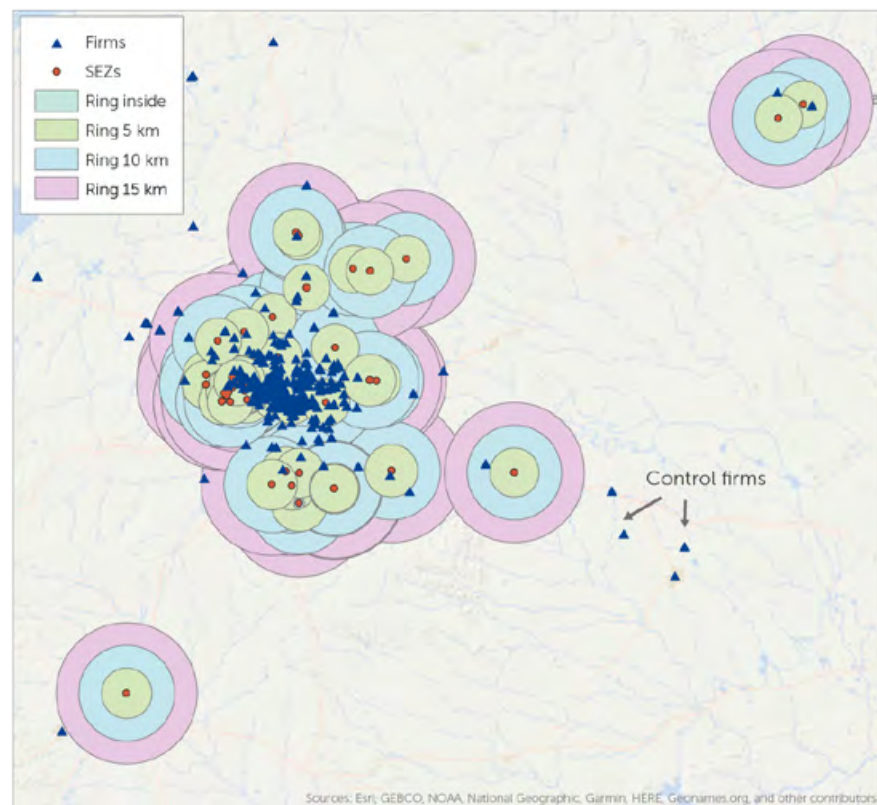 Firms
SEZs
Ring inside
Ring 5 km
Ring 10 km
Ring 15 km
Control firms
Sources: Esri, GEBCO, NOAA, National Geographic, Garmin, HERE, Geonames.org, and other contributors